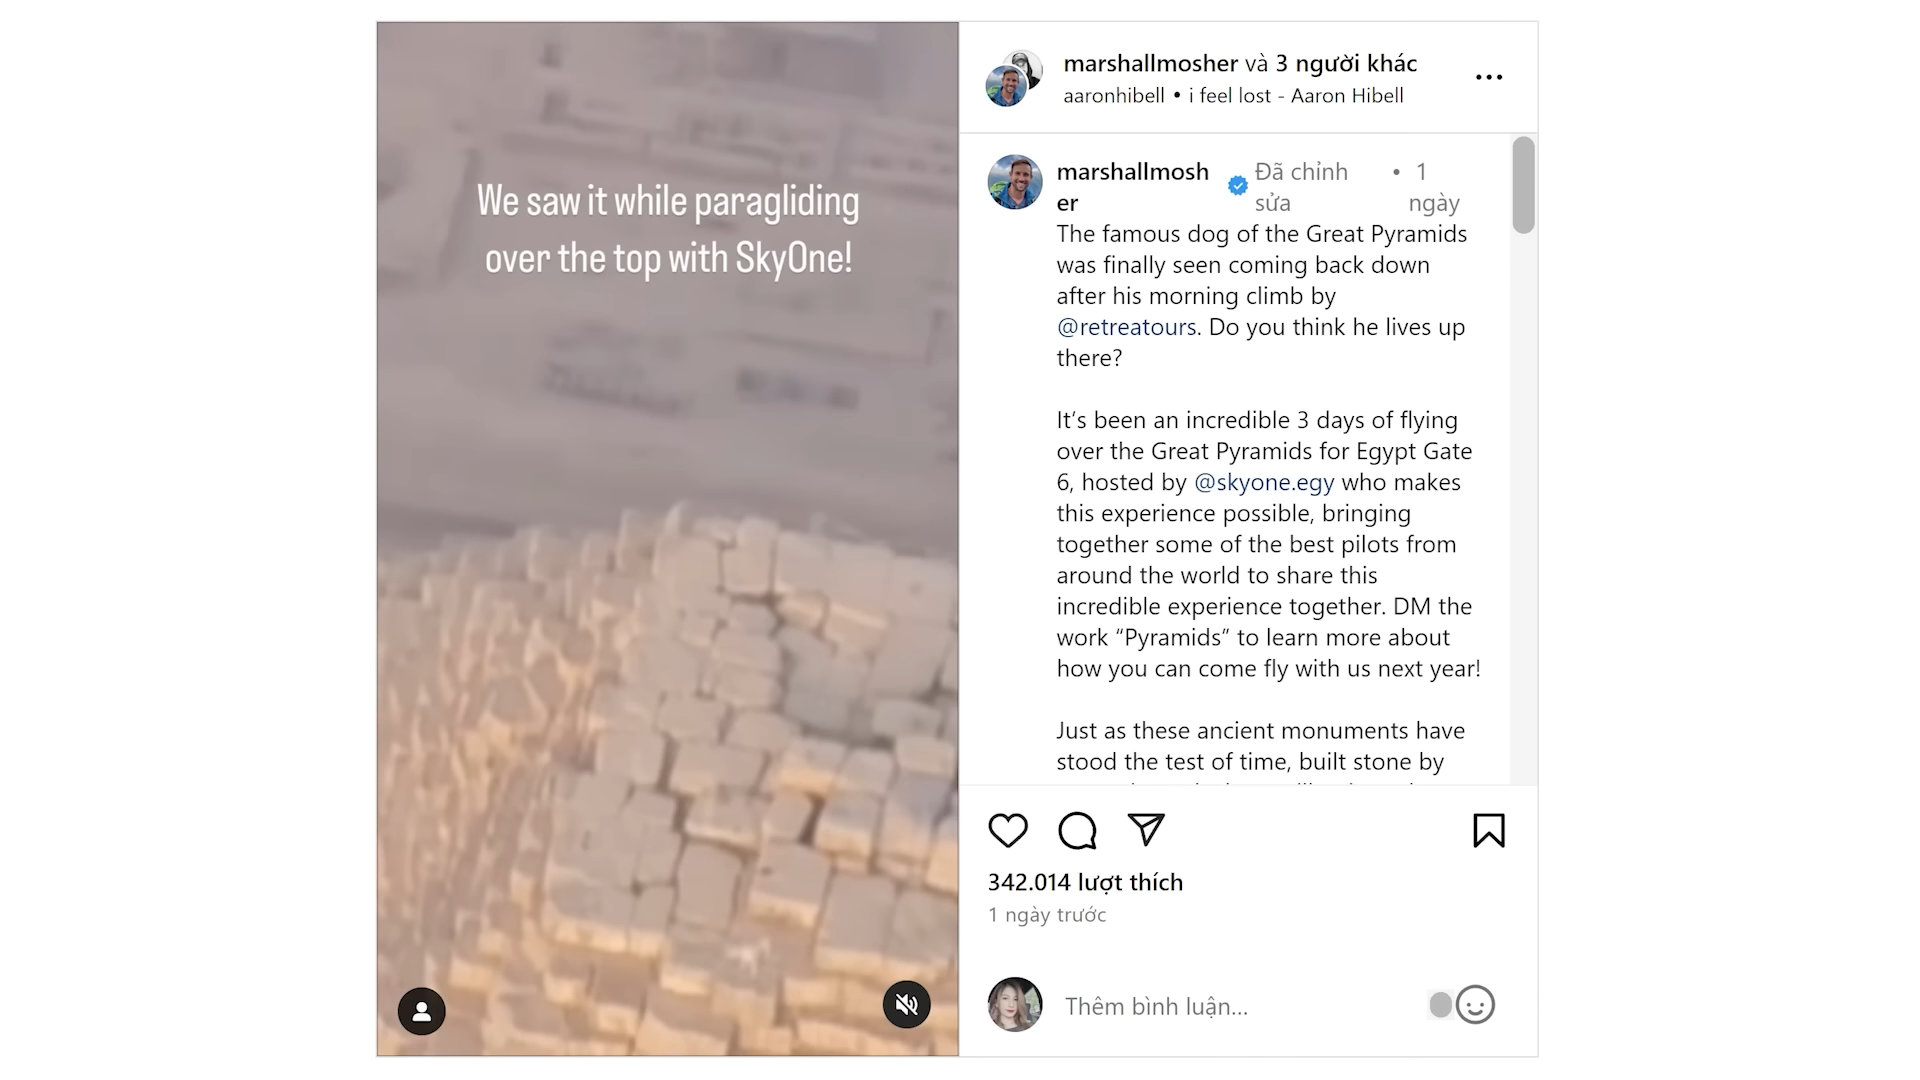 We saw it while paragliding
over the top with SkyOne!
marshallmosher và 3 người khác
aaronhibell • i feel lost - Aaron Hibell
marshallmosh
er
Đã chỉnh
sửa
• 1
ngày
The famous dog of the Great Pyramids
was finally seen coming back down
after his morning climb by
@retreatours. Do you think he lives up
there?
It’s been an incredible 3 days of flying
over the Great Pyramids for Egypt Gate
6, hosted by @skyone.egy who makes
this experience possible, bringing
together some of the best pilots from
around the world to share this
incredible experience together. DM the
work “Pyramids” to learn more about
how you can come fly with us next year!
Just as these ancient monuments have
stood the test of time, built stone by
342.014 lượt thích
1 ngày trước
Thêm bình luận...